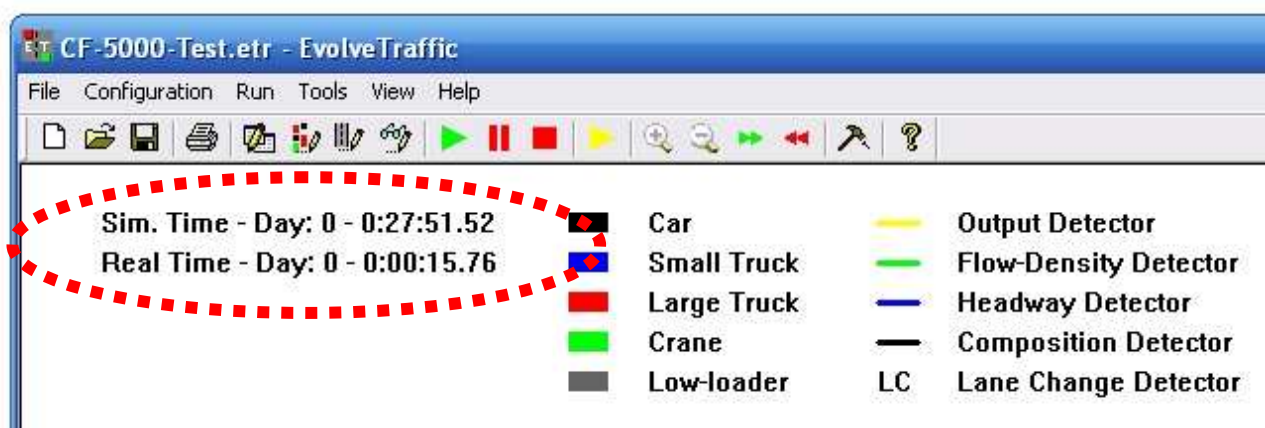 CF-5000-Test.etr - EvolveTraffic
File Configuration Run Tools View Help
Sim. Time - Day: 0 - 0:27:51.52
Real Time - Day: 0 - 0:00:15.76
Car
Small Truck
Large Truck
Crane
Low-loader
Output Detector
Flow-Density Detector
Headway Detector
Composition Detector
LC Lane Change Detector